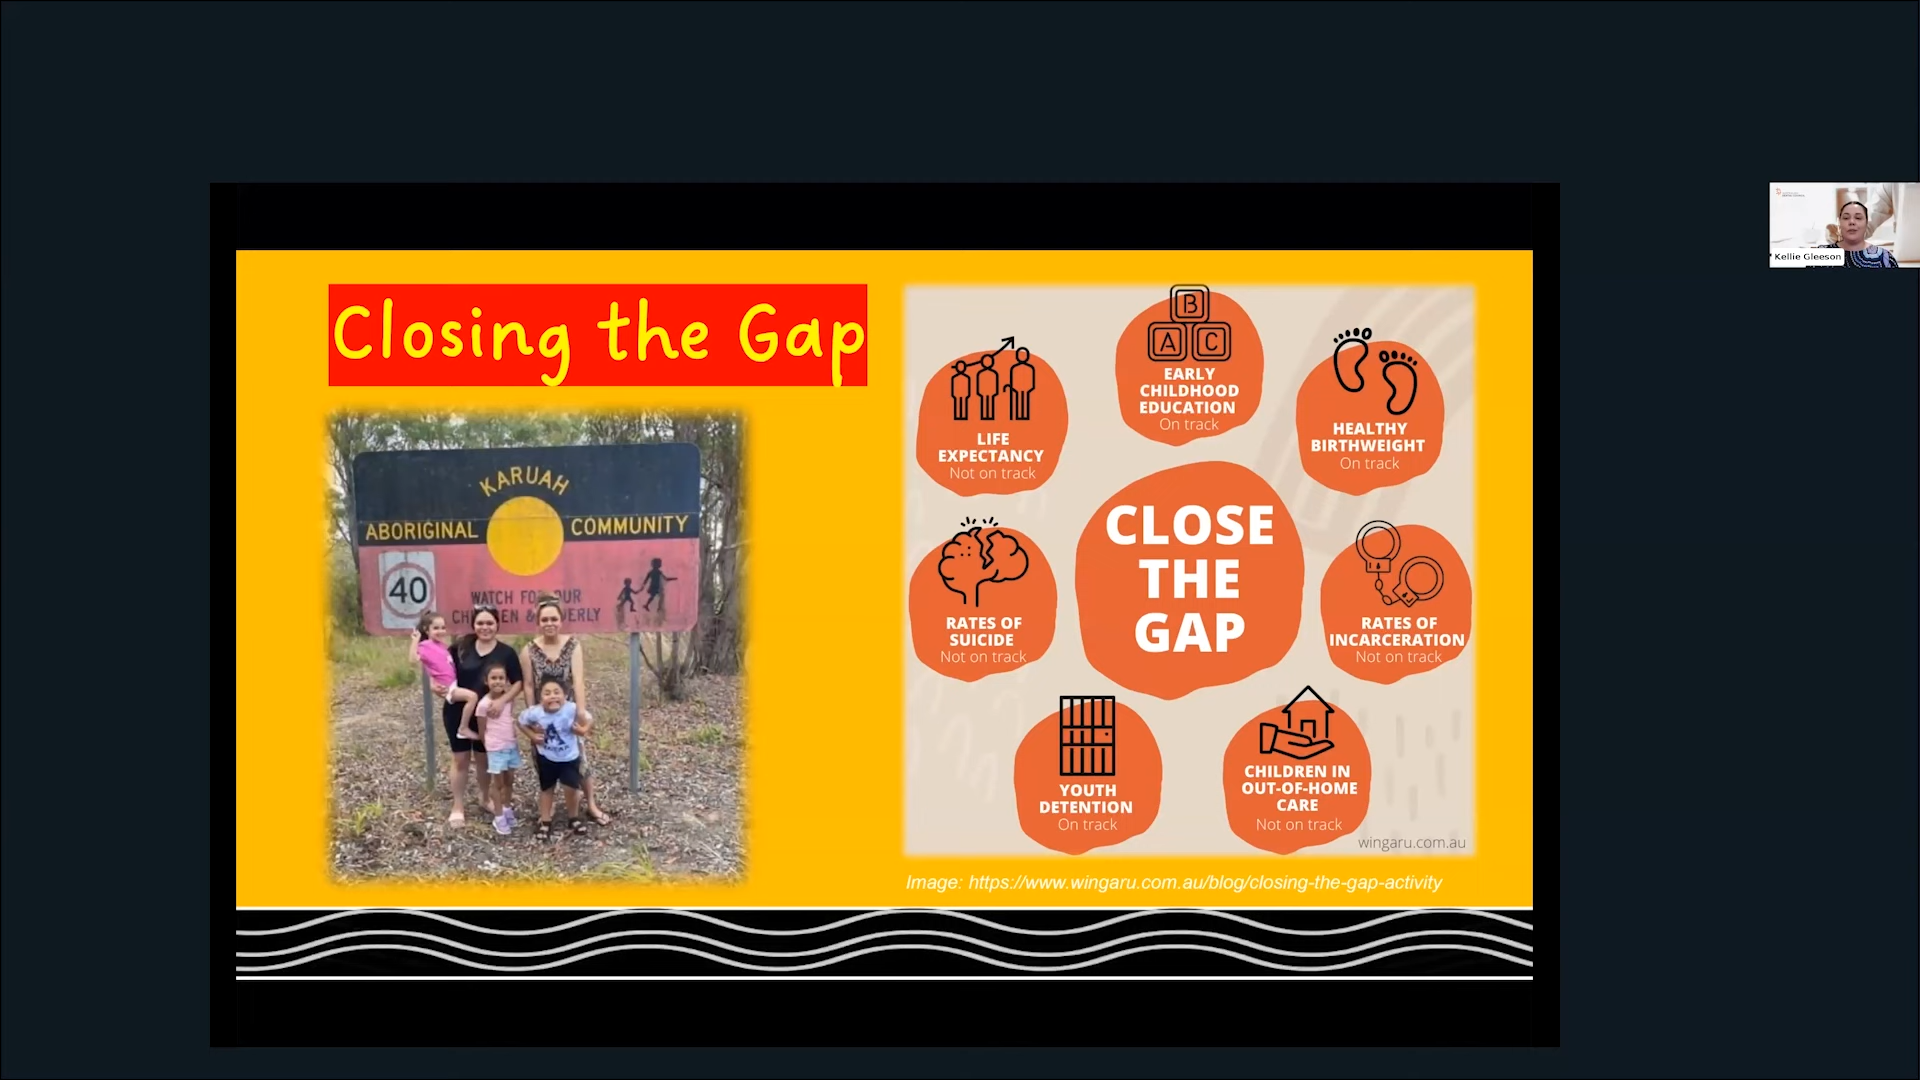 Closing the Gap
KARUAH
ABORIGINAL COMMUNITY
40
WATCH FOR OUR
CHILDREN & ELDERLY
B
A C
EARLY
CHILDHOOD
EDUCATION
On track
LIFE
EXPECTANCY
Not on track
HEALTHY
BIRTHWEIGHT
On track
CLOSE
THE
GAP
RATES OF
SUICIDE
Not on track
RATES OF
INCARCERATION
Not on track
YOUTH
DETENTION
On track
CHILDREN IN
OUT-OF-HOME
CARE
Not on track
wingaru.com.au
Image: https://www.wingaru.com.au/blog/closing-the-gap-activity
Kellie Gleeson